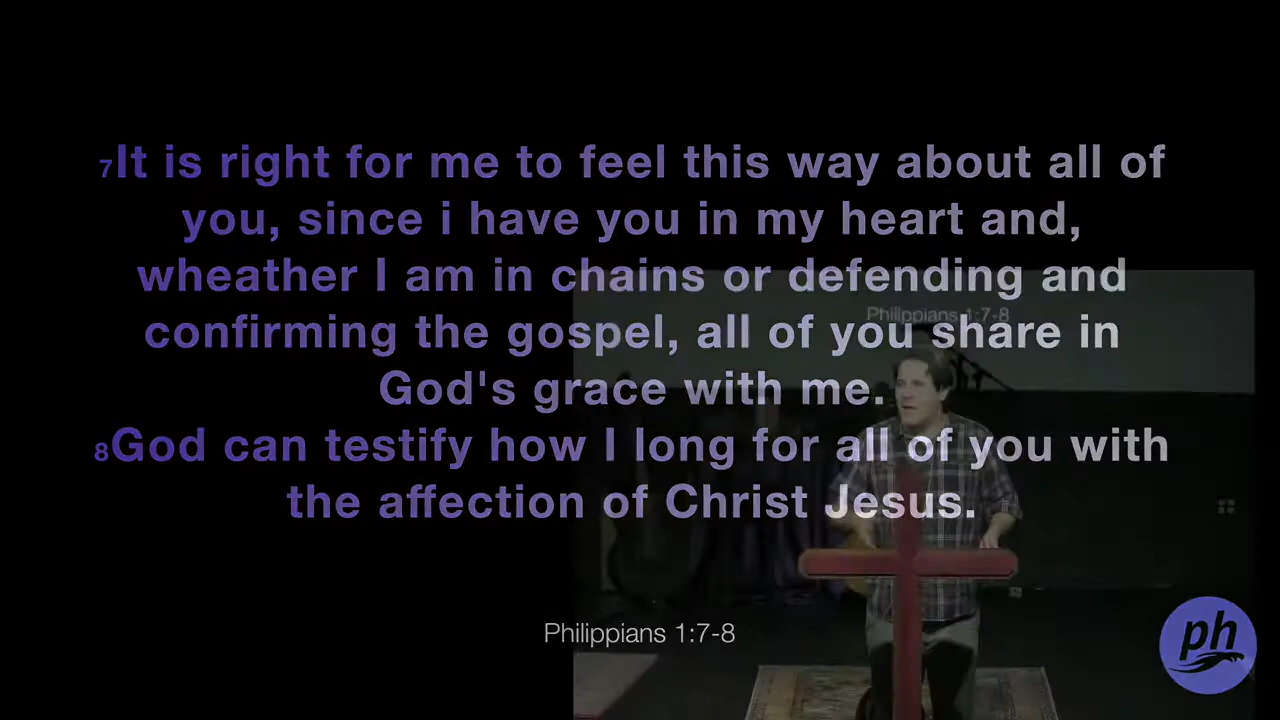 7It is right for me to feel this way about all of
you, since i have you in my heart and,
wheather I am in chains or defending and
Philippians 1:7-8
confirming the gospel, all of you share in
God's grace with me.
8God can testify how I long for all of you with
the affection of Christ Jesus.
Philippians 1:7-8
ph